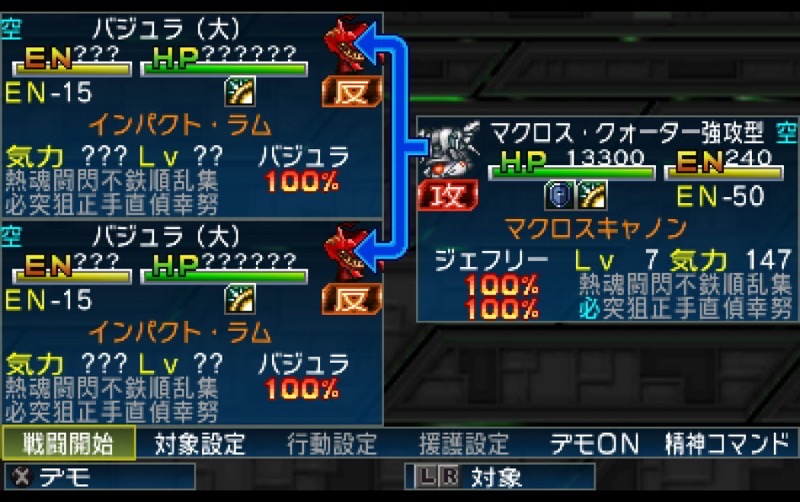 空 バジュラ（大）
EN??? HP??????
EN-15 反
インパクト・ラム
気力 ??? Lv ?? バジュラ
熱魂闘閃不鉄順乱集 100%
必突狙正手直偵幸努
空 バジュラ（大）
EN??? HP??????
EN-15 反
インパクト・ラム
気力 ??? Lv ?? バジュラ
熱魂闘閃不鉄順乱集 100%
必突狙正手直偵幸努
マクロス・クォーター強攻型 空
HP 13300 EN240
攻 EN-50
マクロスキャノン
ジェフリー Lv 7 気力 147
100% 熱魂闘閃不鉄順乱集
100% 必突狙正手直偵幸努
戦闘開始 対象設定 行動設定 援護設定 デモON 精神コマンド
デモ LR 対象